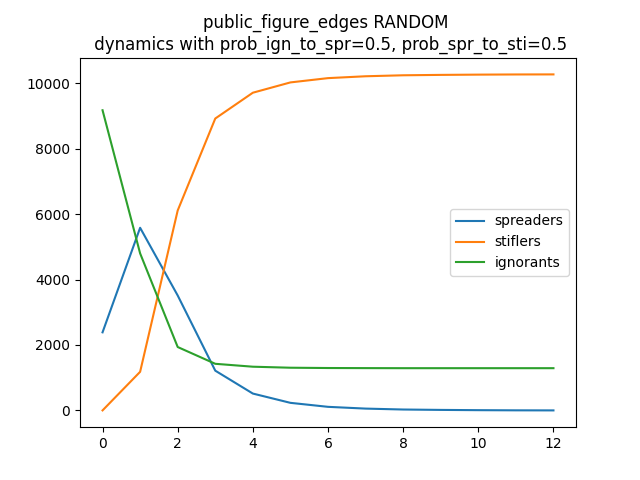 public_figure_edges RANDOM
dynamics with prob_ign_to_spr=0.5, prob_spr_to_sti=0.5
10000
8000
6000
4000
2000
0
spreaders
stiflers
ignorants
0 2 4 6 8 10 12